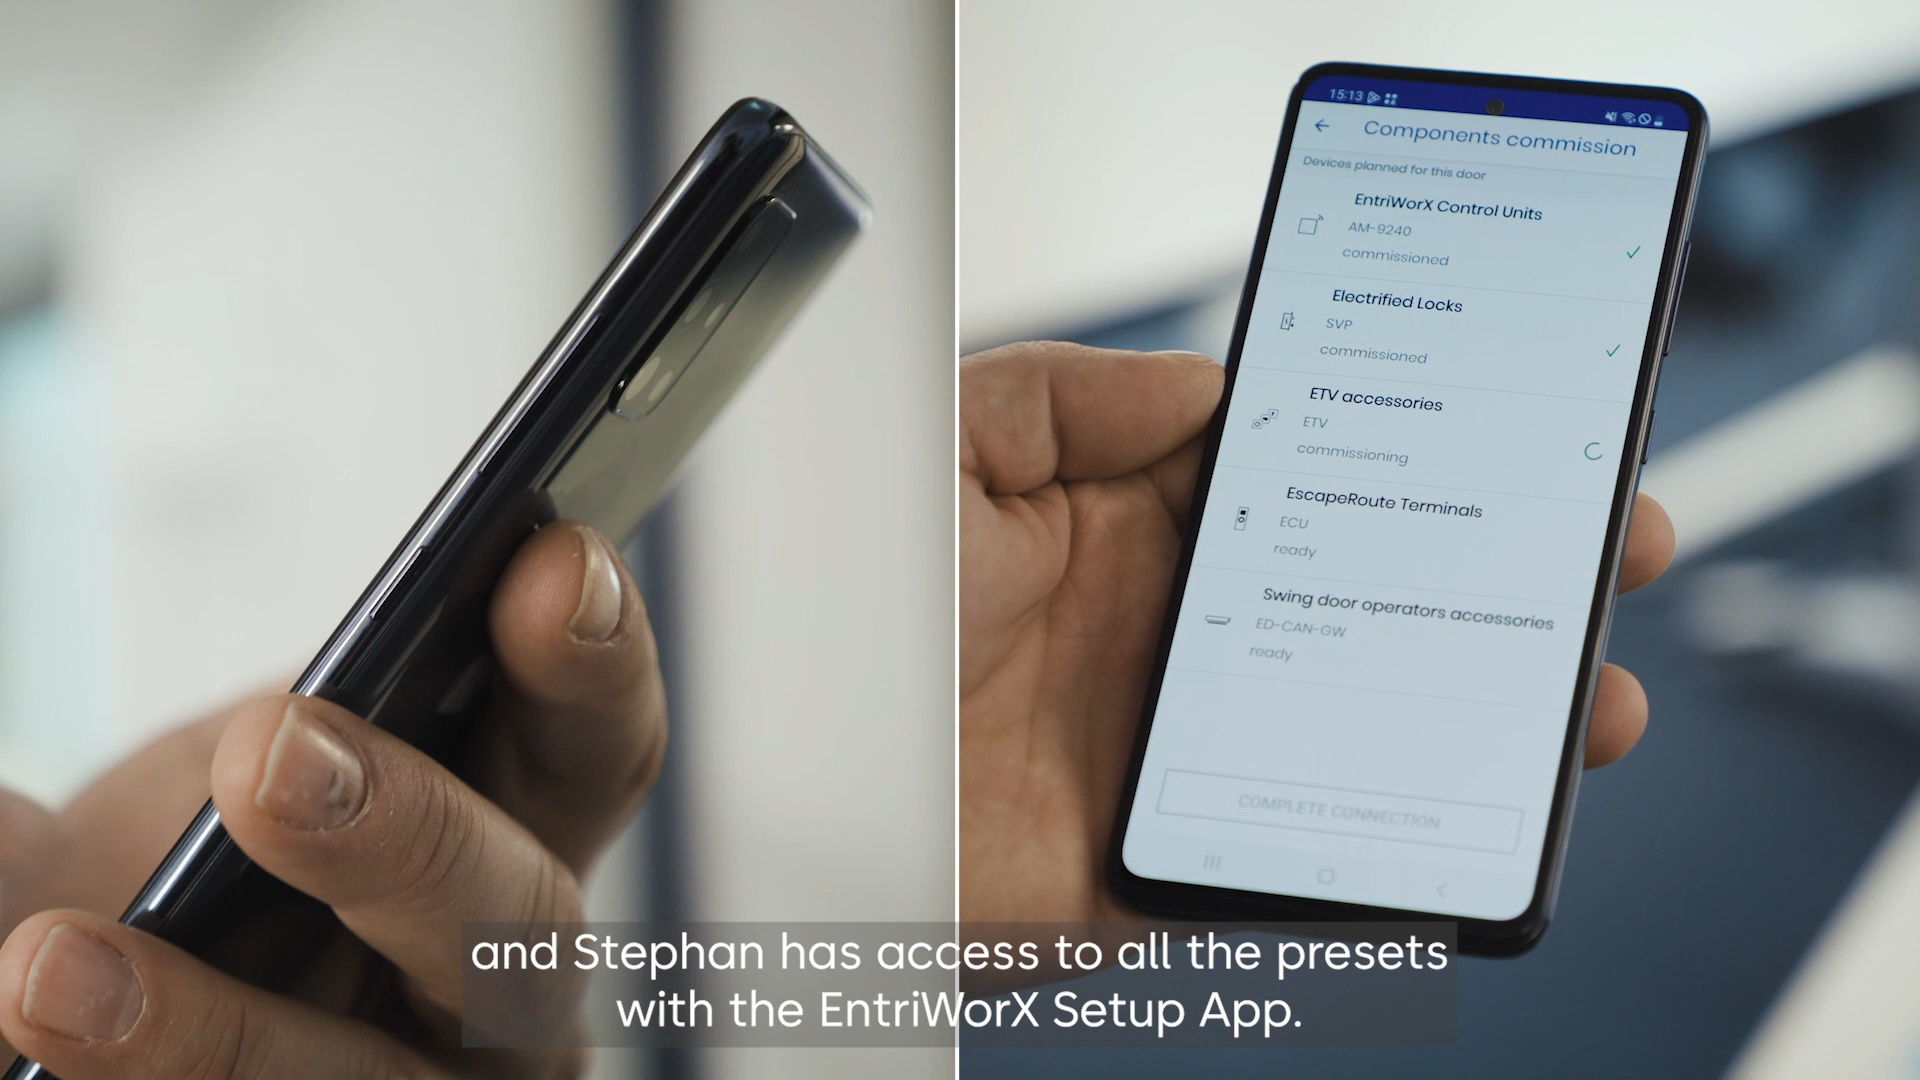 15:13
Components commission
Devices planned for this door
EntriWorX Control Units
AM-9240
commissioned
Electrified Locks
SVP
commissioned
ETV accessories
ETV
commissioning
EscapeRoute Terminals
ECU
ready
Swing door operators accessories
ED-CAN-GW
ready
COMPLETE CONNECTION
and Stephan has access to all the presets
with the EntriWorX Setup App.